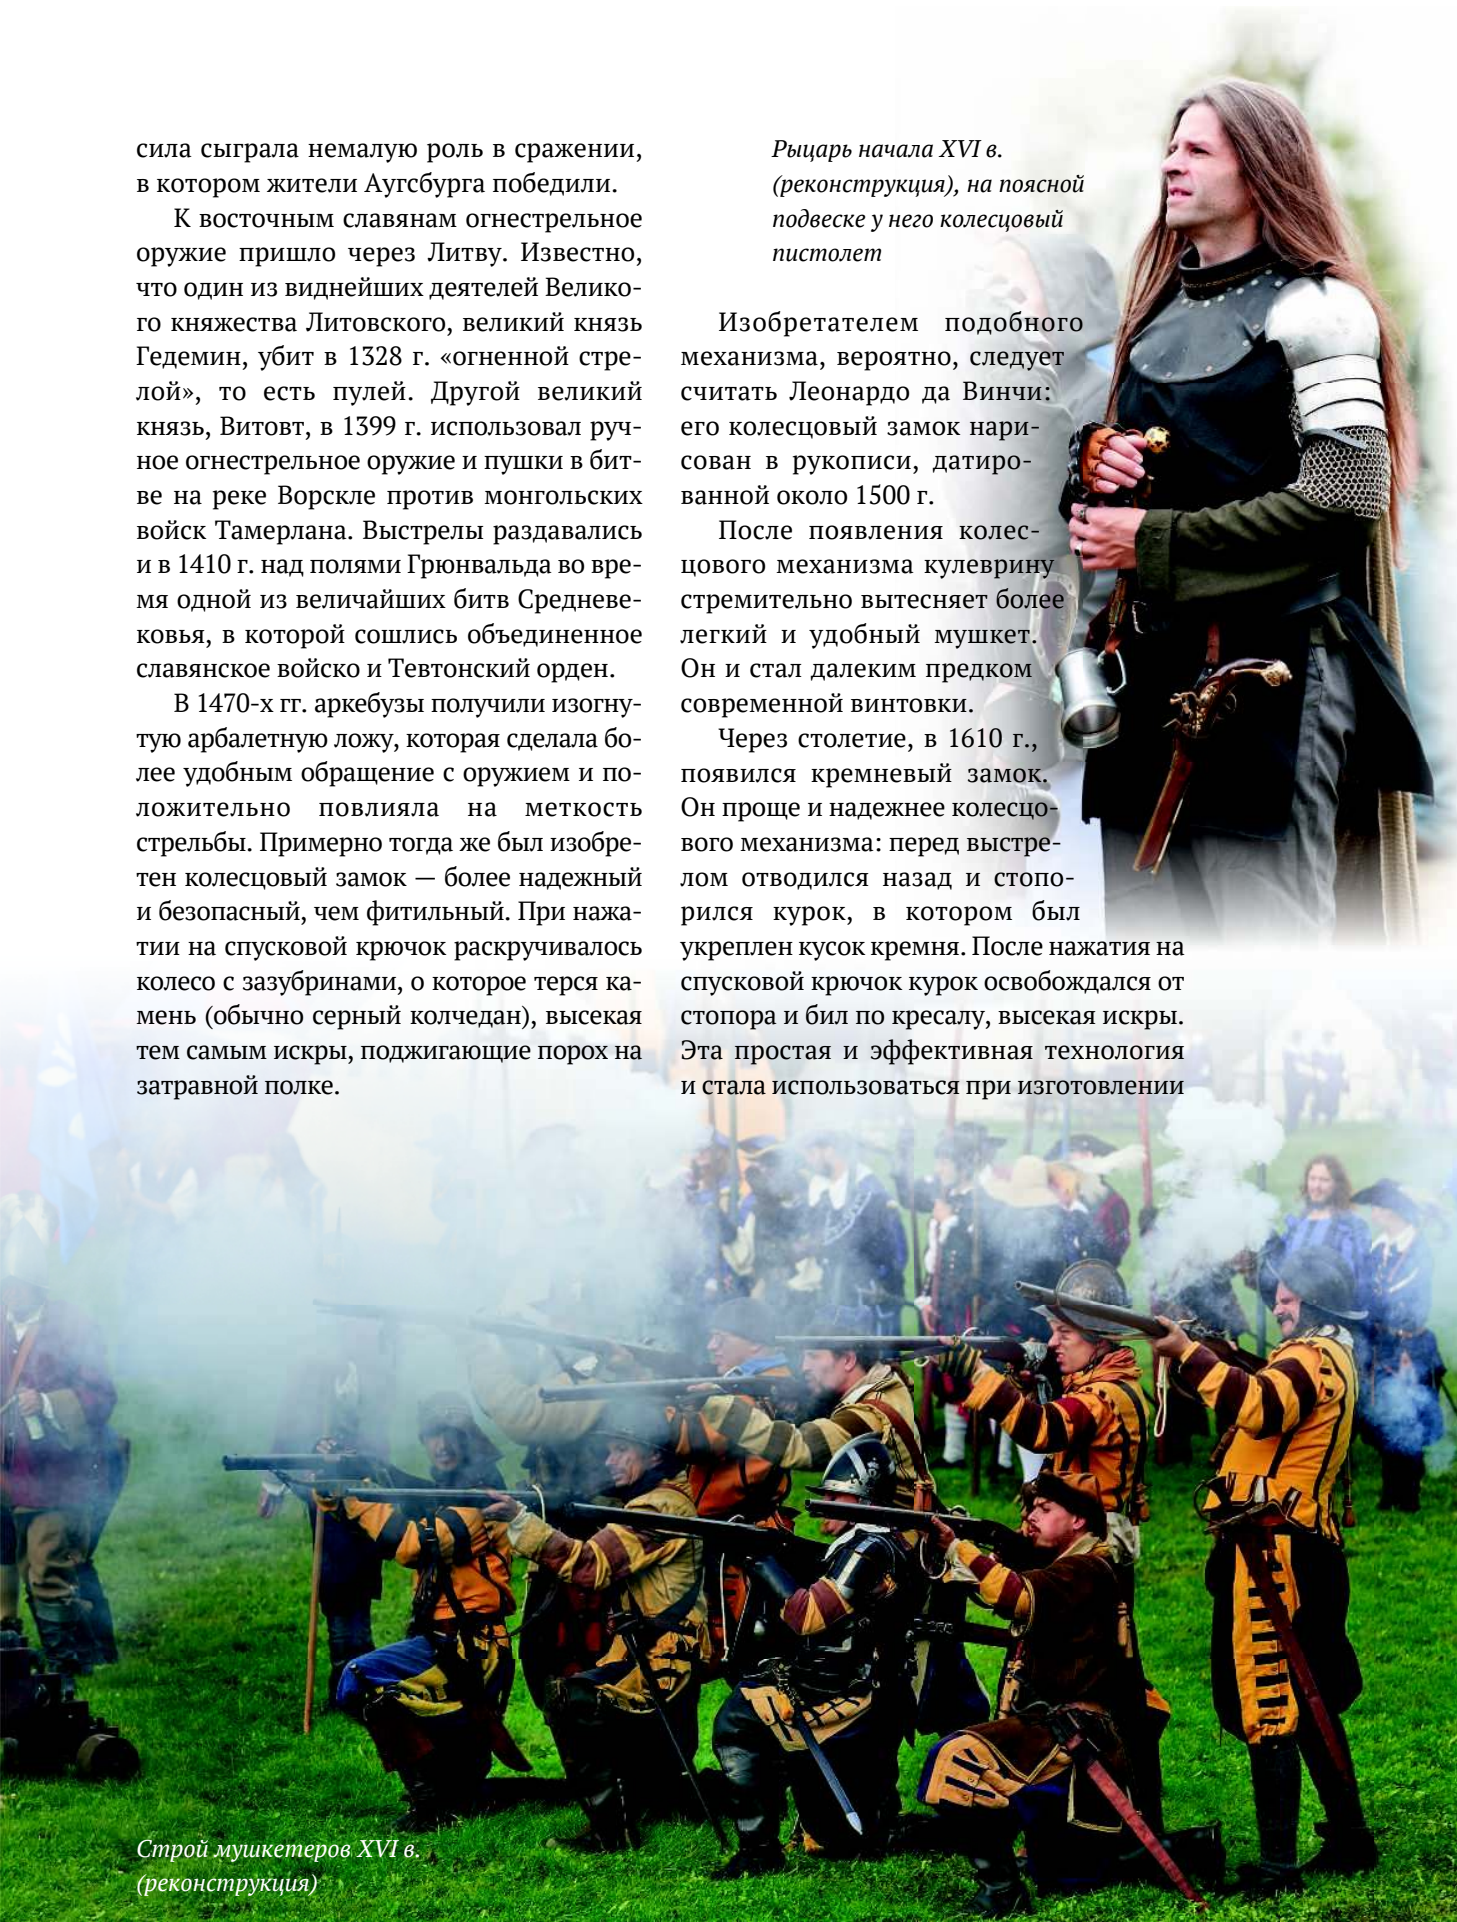 сила сыграла немалую роль в сражении,
в котором жители Аугсбурга победили.
К восточным славянам огнестрельное
оружие пришло через Литву. Известно,
что один из виднейших деятелей Велико-
го княжества Литовского, великий князь
Гедемин, убит в 1328 г. «огненной стре-
лой», то есть пулей. Другой великий
князь, Витовт, в 1399 г. использовал руч-
ное огнестрельное оружие и пушки в бит-
ве на реке Ворскле против монгольских
войск Тамерлана. Выстрелы раздавались
и в 1410 г. над полями Грюнвальда во вре-
мя одной из величайших битв Средневе-
ковья, в которой сошлись объединенное
славянское войско и Тевтонский орден.
В 1470-х гг. аркебузы получили изогну-
тую арбалетную ложу, которая сделала бо-
лее удобным обращение с оружием и по-
ложительно повлияла на меткость
стрельбы. Примерно тогда же был изобре-
тен колесцовый замок — более надежный
и безопасный, чем фитильный. При нажа-
тии на спусковой крючок раскручивалось
колесо с зазубринами, о которое терся ка-
мень (обычно серный колчедан), высекая
тем самым искры, поджигающие порох на
затравной полке.
Рыцарь начала XVI в.
(реконструкция), на поясной
подвеске у него колесцовый
пистолет
Изобретателем подобного
механизма, вероятно, следует
считать Леонардо да Винчи:
его колесцовый замок нари-
сован в рукописи, датиро-
ванной около 1500 г.
После появления колес-
цового механизма кулеврину
стремительно вытесняет более
легкий и удобный мушкет.
Он и стал далеким предком
современной винтовки.
Через столетие, в 1610 г.,
появился кремневый замок.
Он проще и надежнее колесцо-
вого механизма: перед выстре-
лом отводился назад и стопо-
рился курок, в котором был
укреплен кусок кремня. После нажатия на
спусковой крючок курок освобождался от
стопора и бил по кресалу, высекая искры.
Эта простая и эффективная технология
и стала использоваться при изготовлении
Строй мушкетеров XVI в.
(реконструкция)